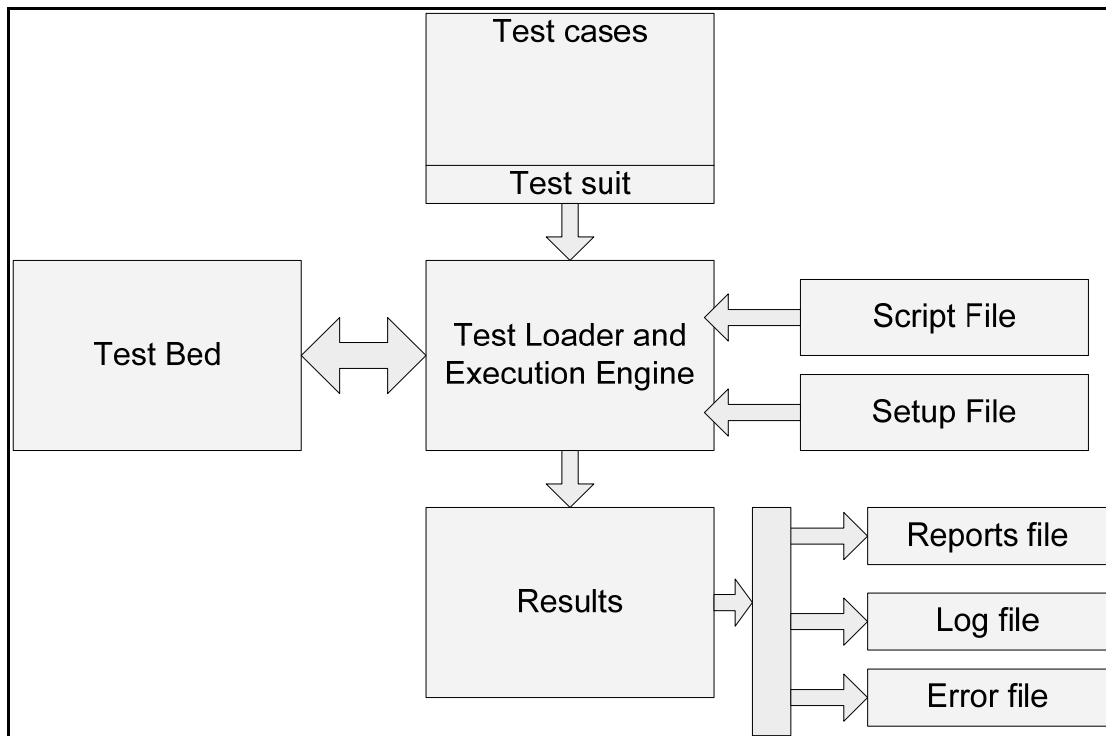 Test cases
Test suit
Test Bed
Test Loader and
Execution Engine
Script File
Setup File
Results
Reports file
Log file
Error file